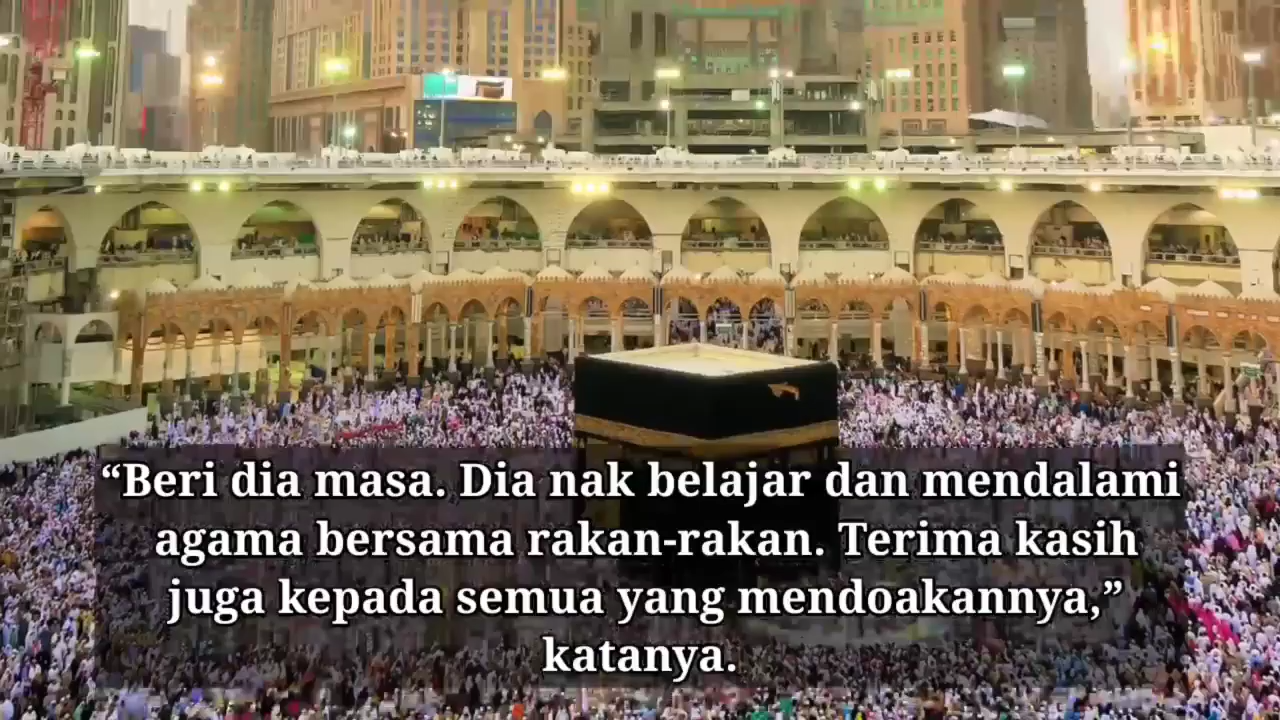 “Beri dia masa. Dia nak belajar dan mendalami
agama bersama rakan-rakan. Terima kasih
juga kepada semua yang mendoakannya,”
katanya.